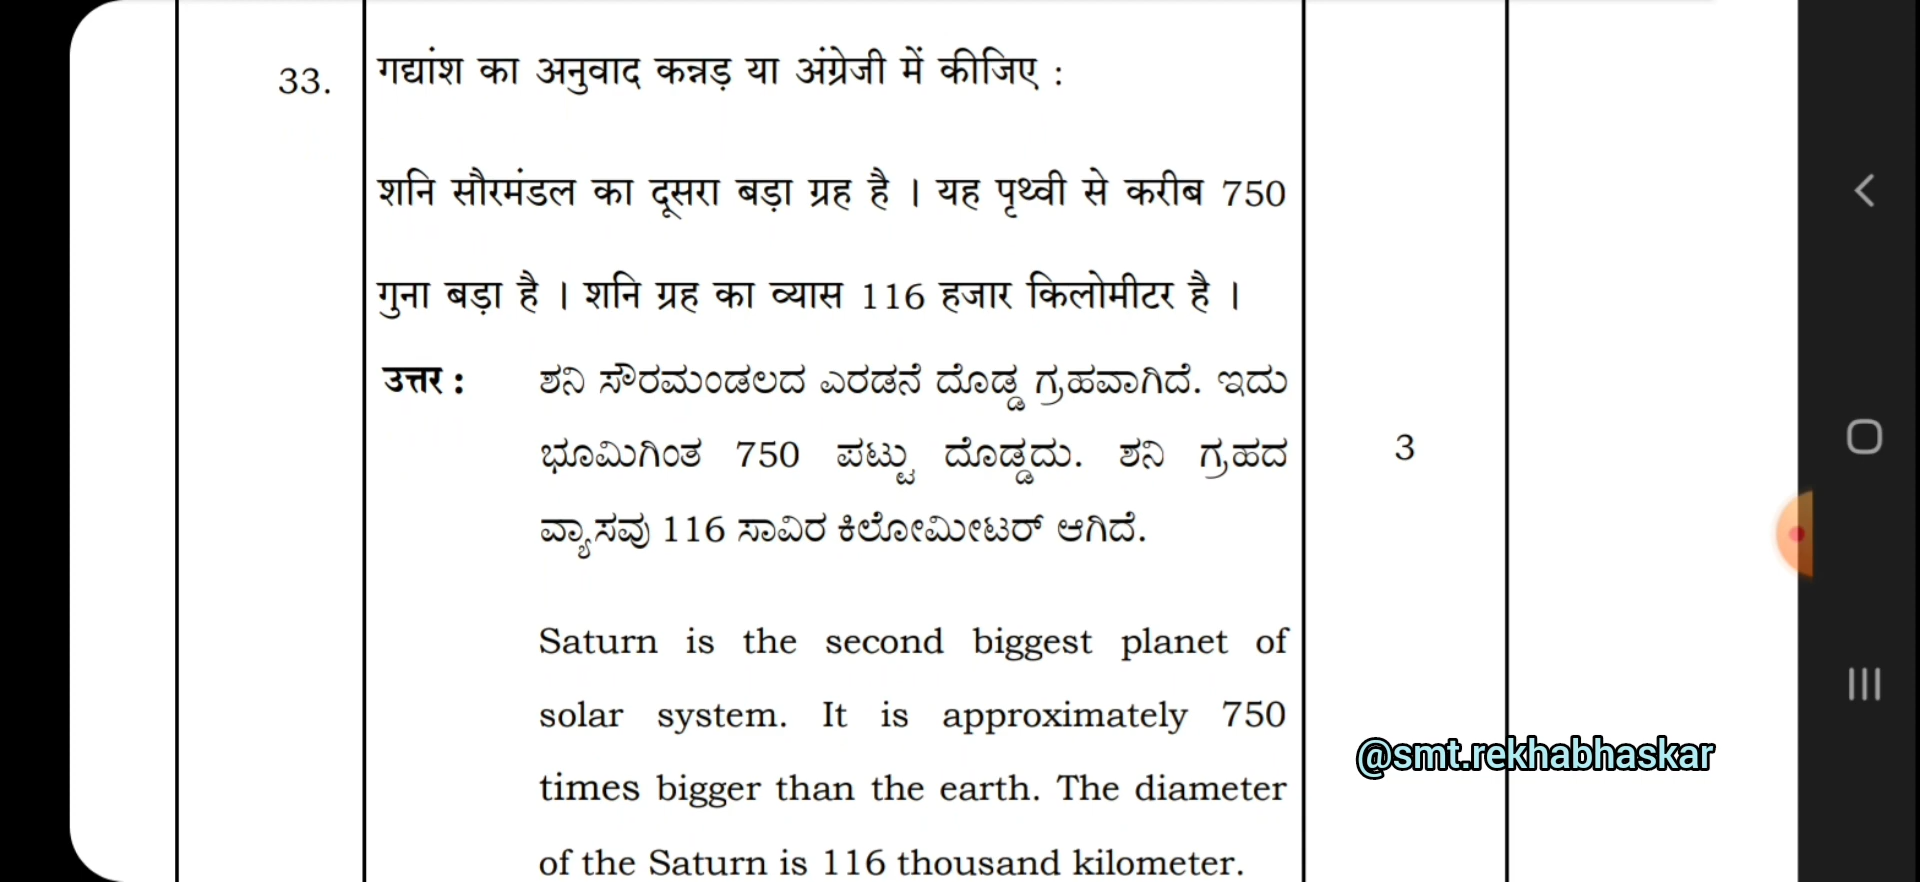 33.
गद्यांश का अनुवाद कन्नड़ या अंग्रेजी में कीजिए :
शनि सौरमंडल का दूसरा बड़ा ग्रह है । यह पृथ्वी से करीब 750
गुना बड़ा है । शनि ग्रह का व्यास 116 हजार किलोमीटर है ।
उत्तर : ಶನಿ ಸೌರಮಂಡಲದ ಎರಡನೆ ದೊಡ್ಡ ಗ್ರಹವಾಗಿದೆ. ಇದು
ಭೂಮಿಗಿಂತ 750 ಪಟ್ಟು ದೊಡ್ಡದು. ಶನಿ ಗ್ರಹದ
3
ವ್ಯಾಸವು 116 ಸಾವಿರ ಕಿಲೋಮೀಟರ್ ಆಗಿದೆ.
Saturn is the second biggest planet of
solar system. It is approximately 750
times bigger than the earth. The diameter
of the Saturn is 116 thousand kilometer.
@smt.rekhabhaskar